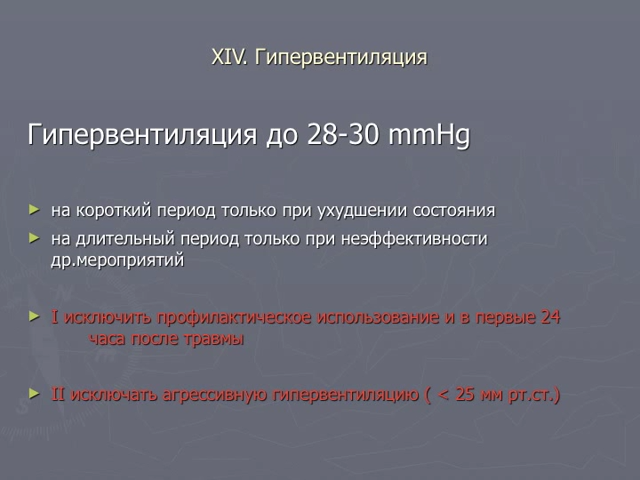 XIV. Гипервентиляция
Гипервентиляция до 28-30 mmHg
► на короткий период только при ухудшении состояния
► на длительный период только при неэффективности
др.мероприятий
► I исключить профилактическое использование и в первые 24
часа после травмы
► II исключать агрессивную гипервентиляцию ( < 25 мм рт.ст.)